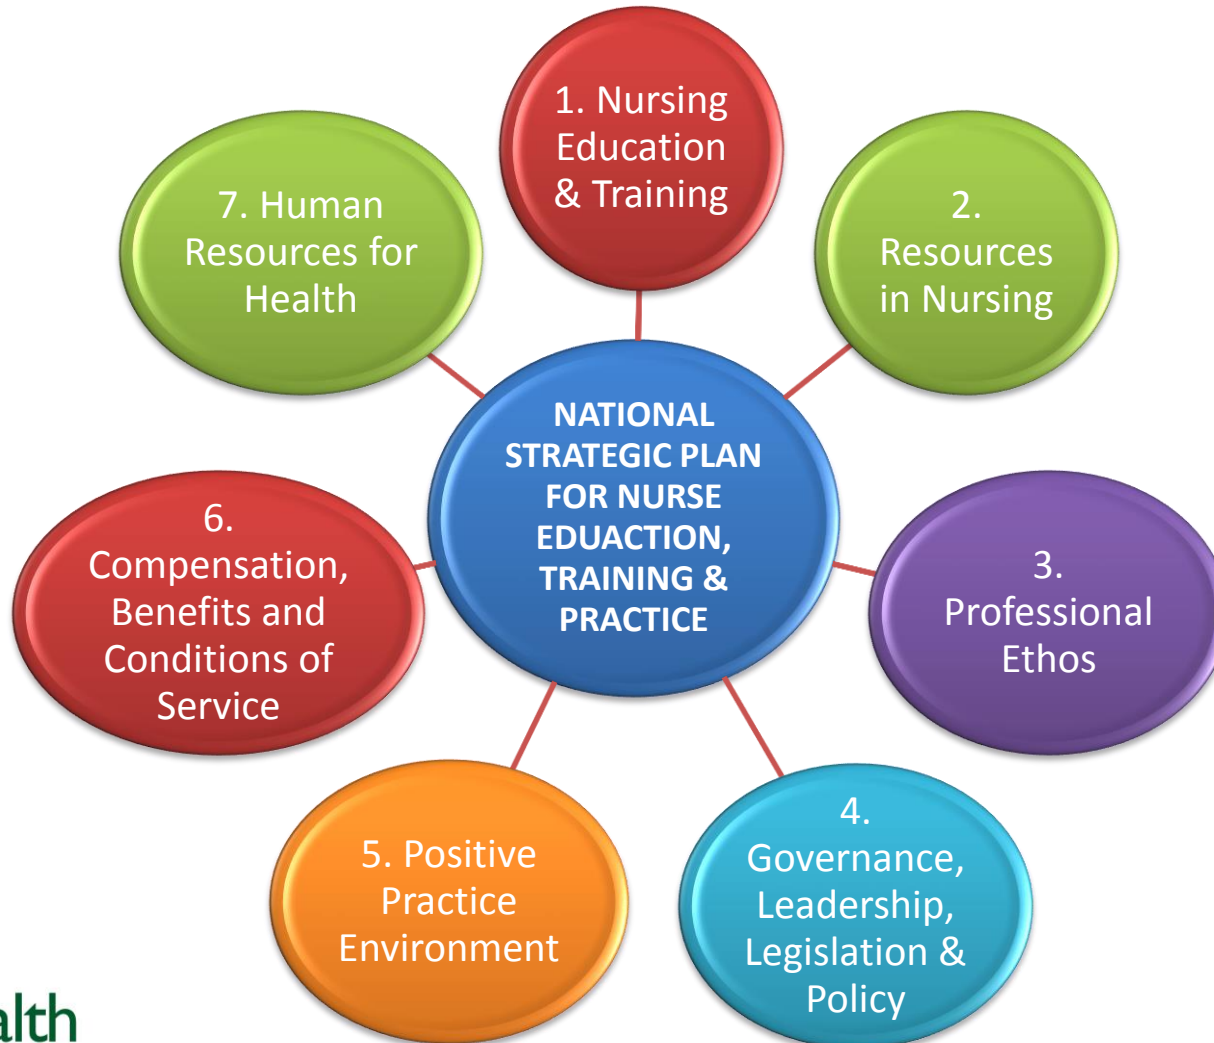 1. Nursing
Education
& Training
2.
Resources
in Nursing
3.
Professional
Ethos
4.
Governance,
Leadership,
Legislation &
Policy
5. Positive
Practice
Environment
6.
Compensation,
Benefits and
Conditions of
Service
7. Human
Resources for
Health
NATIONAL
STRATEGIC PLAN
FOR NURSE
EDUACTION,
TRAINING &
PRACTICE
alth